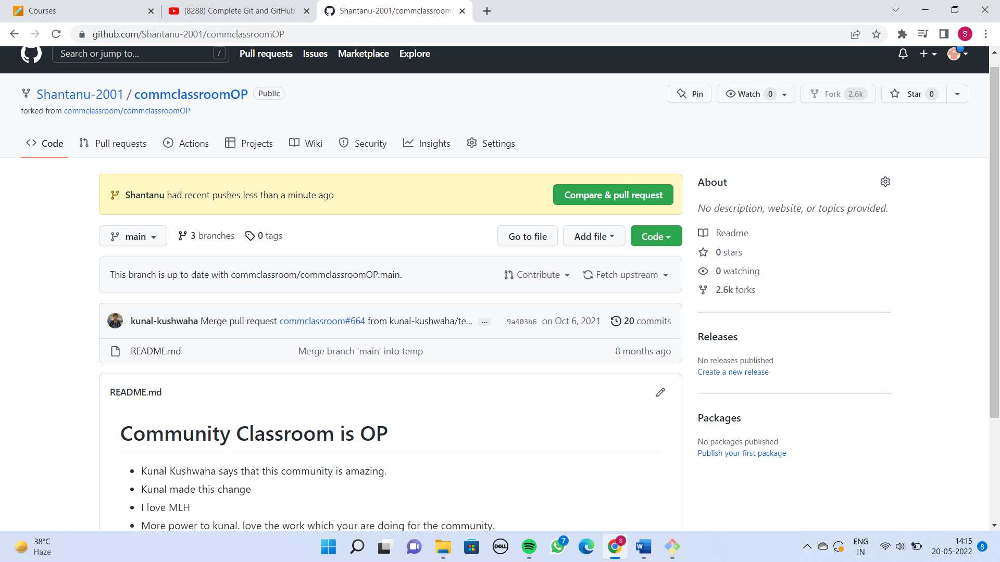 Courses
(8288) Complete Git and GitHub
Shantanu-2001/commclassroom
github.com/Shantanu-2001/commclassroomOP
S
Search or jump to...
/
Pull requests
Issues
Marketplace
Explore
Shantanu-2001 / commclassroomOP
Public
forked from commclassroom/commclassroomOP
Pin
Watch 0
Fork 2.6k
Star 0
Code
Pull requests
Actions
Projects
Wiki
Security
Insights
Settings
Shantanu had recent pushes less than a minute ago
Compare & pull request
main
3 branches
0 tags
Go to file
Add file
Code
This branch is up to date with commclassroom/commclassroomOP:main.
Contribute
Fetch upstream
kunal-kushwaha Merge pull request commclassroom#664 from kunal-kushwaha/te... ... 9a403b6 on Oct 6, 2021 20 commits
README.md Merge branch 'main' into temp 8 months ago
README.md
Community Classroom is OP
• Kunal Kushwaha says that this community is amazing.
• Kunal made this change
• I love MLH
• More power to kunal. love the work which your are doing for the community.
About
No description, website, or topics provided.
Readme
0 stars
0 watching
2.6k forks
Releases
No releases published
Create a new release
Packages
No packages published
Publish your first package
38°C
Haze
DELL
7
S
W
ENG
IN
14:15
20-05-2022
8